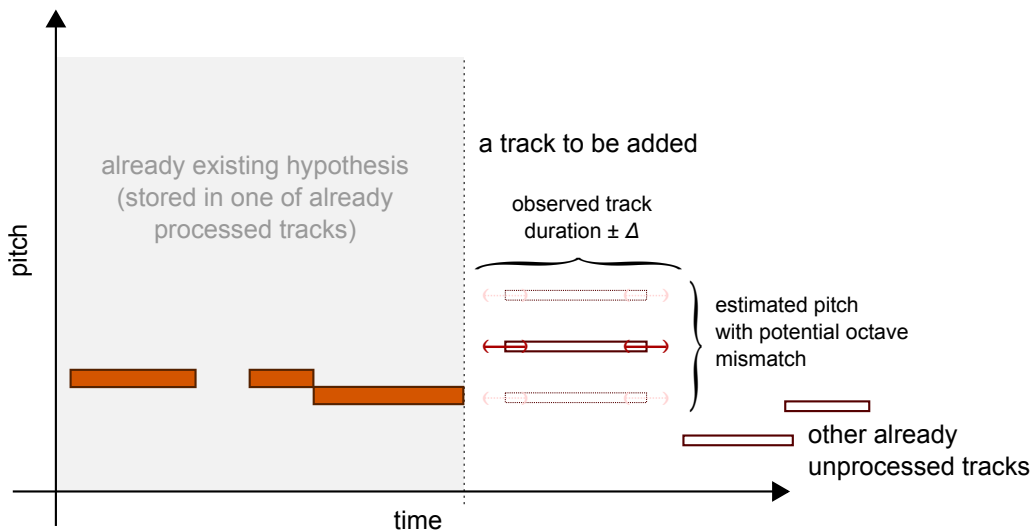 already existing hypothesis
(stored in one of already
processed tracks)
a track to be added
observed track
duration ± Δ
estimated pitch
with potential octave
mismatch
other already
unprocessed tracks
pitch
time